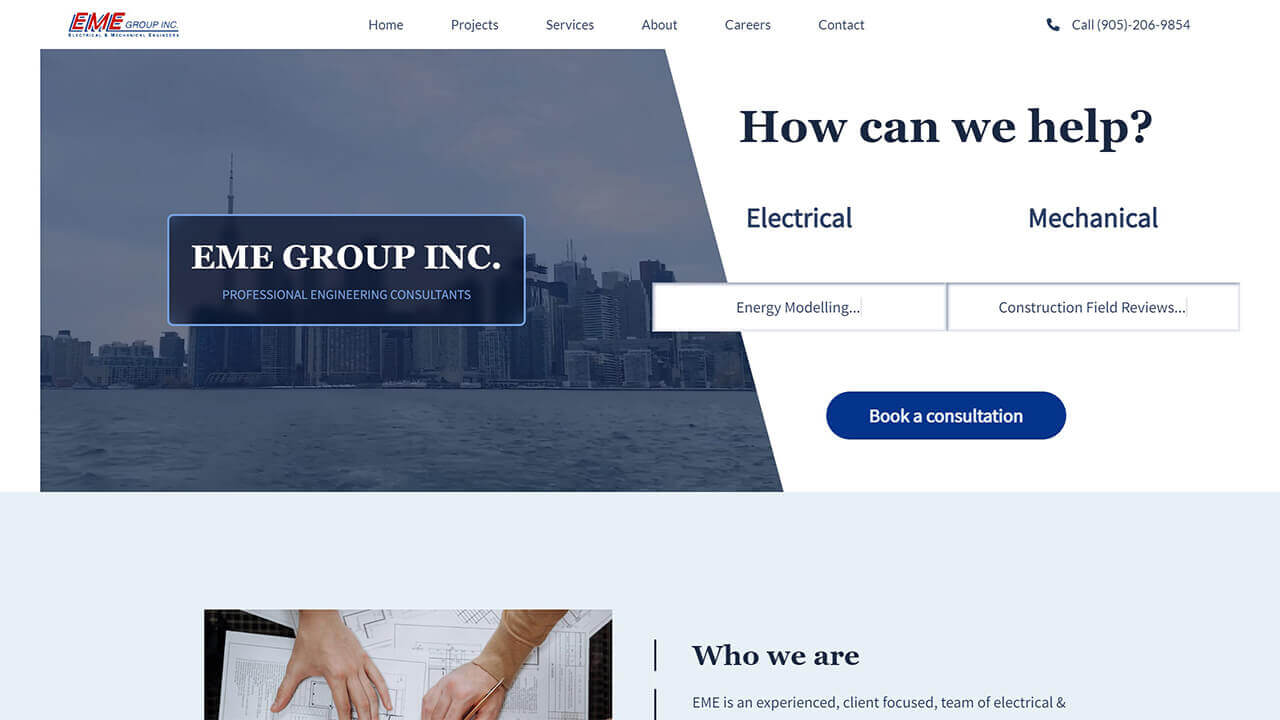 EME GROUP INC.
ELECTRICAL & MECHANICAL ENGINEERS
Home
Projects
Services
About
Careers
Contact
Call (905)-206-9854
EME GROUP INC.
PROFESSIONAL ENGINEERING CONSULTANTS
How can we help?
Electrical
Mechanical
Energy Modelling...
Construction Field Reviews...
Book a consultation
Who we are
EME is an experienced, client focused, team of electrical &